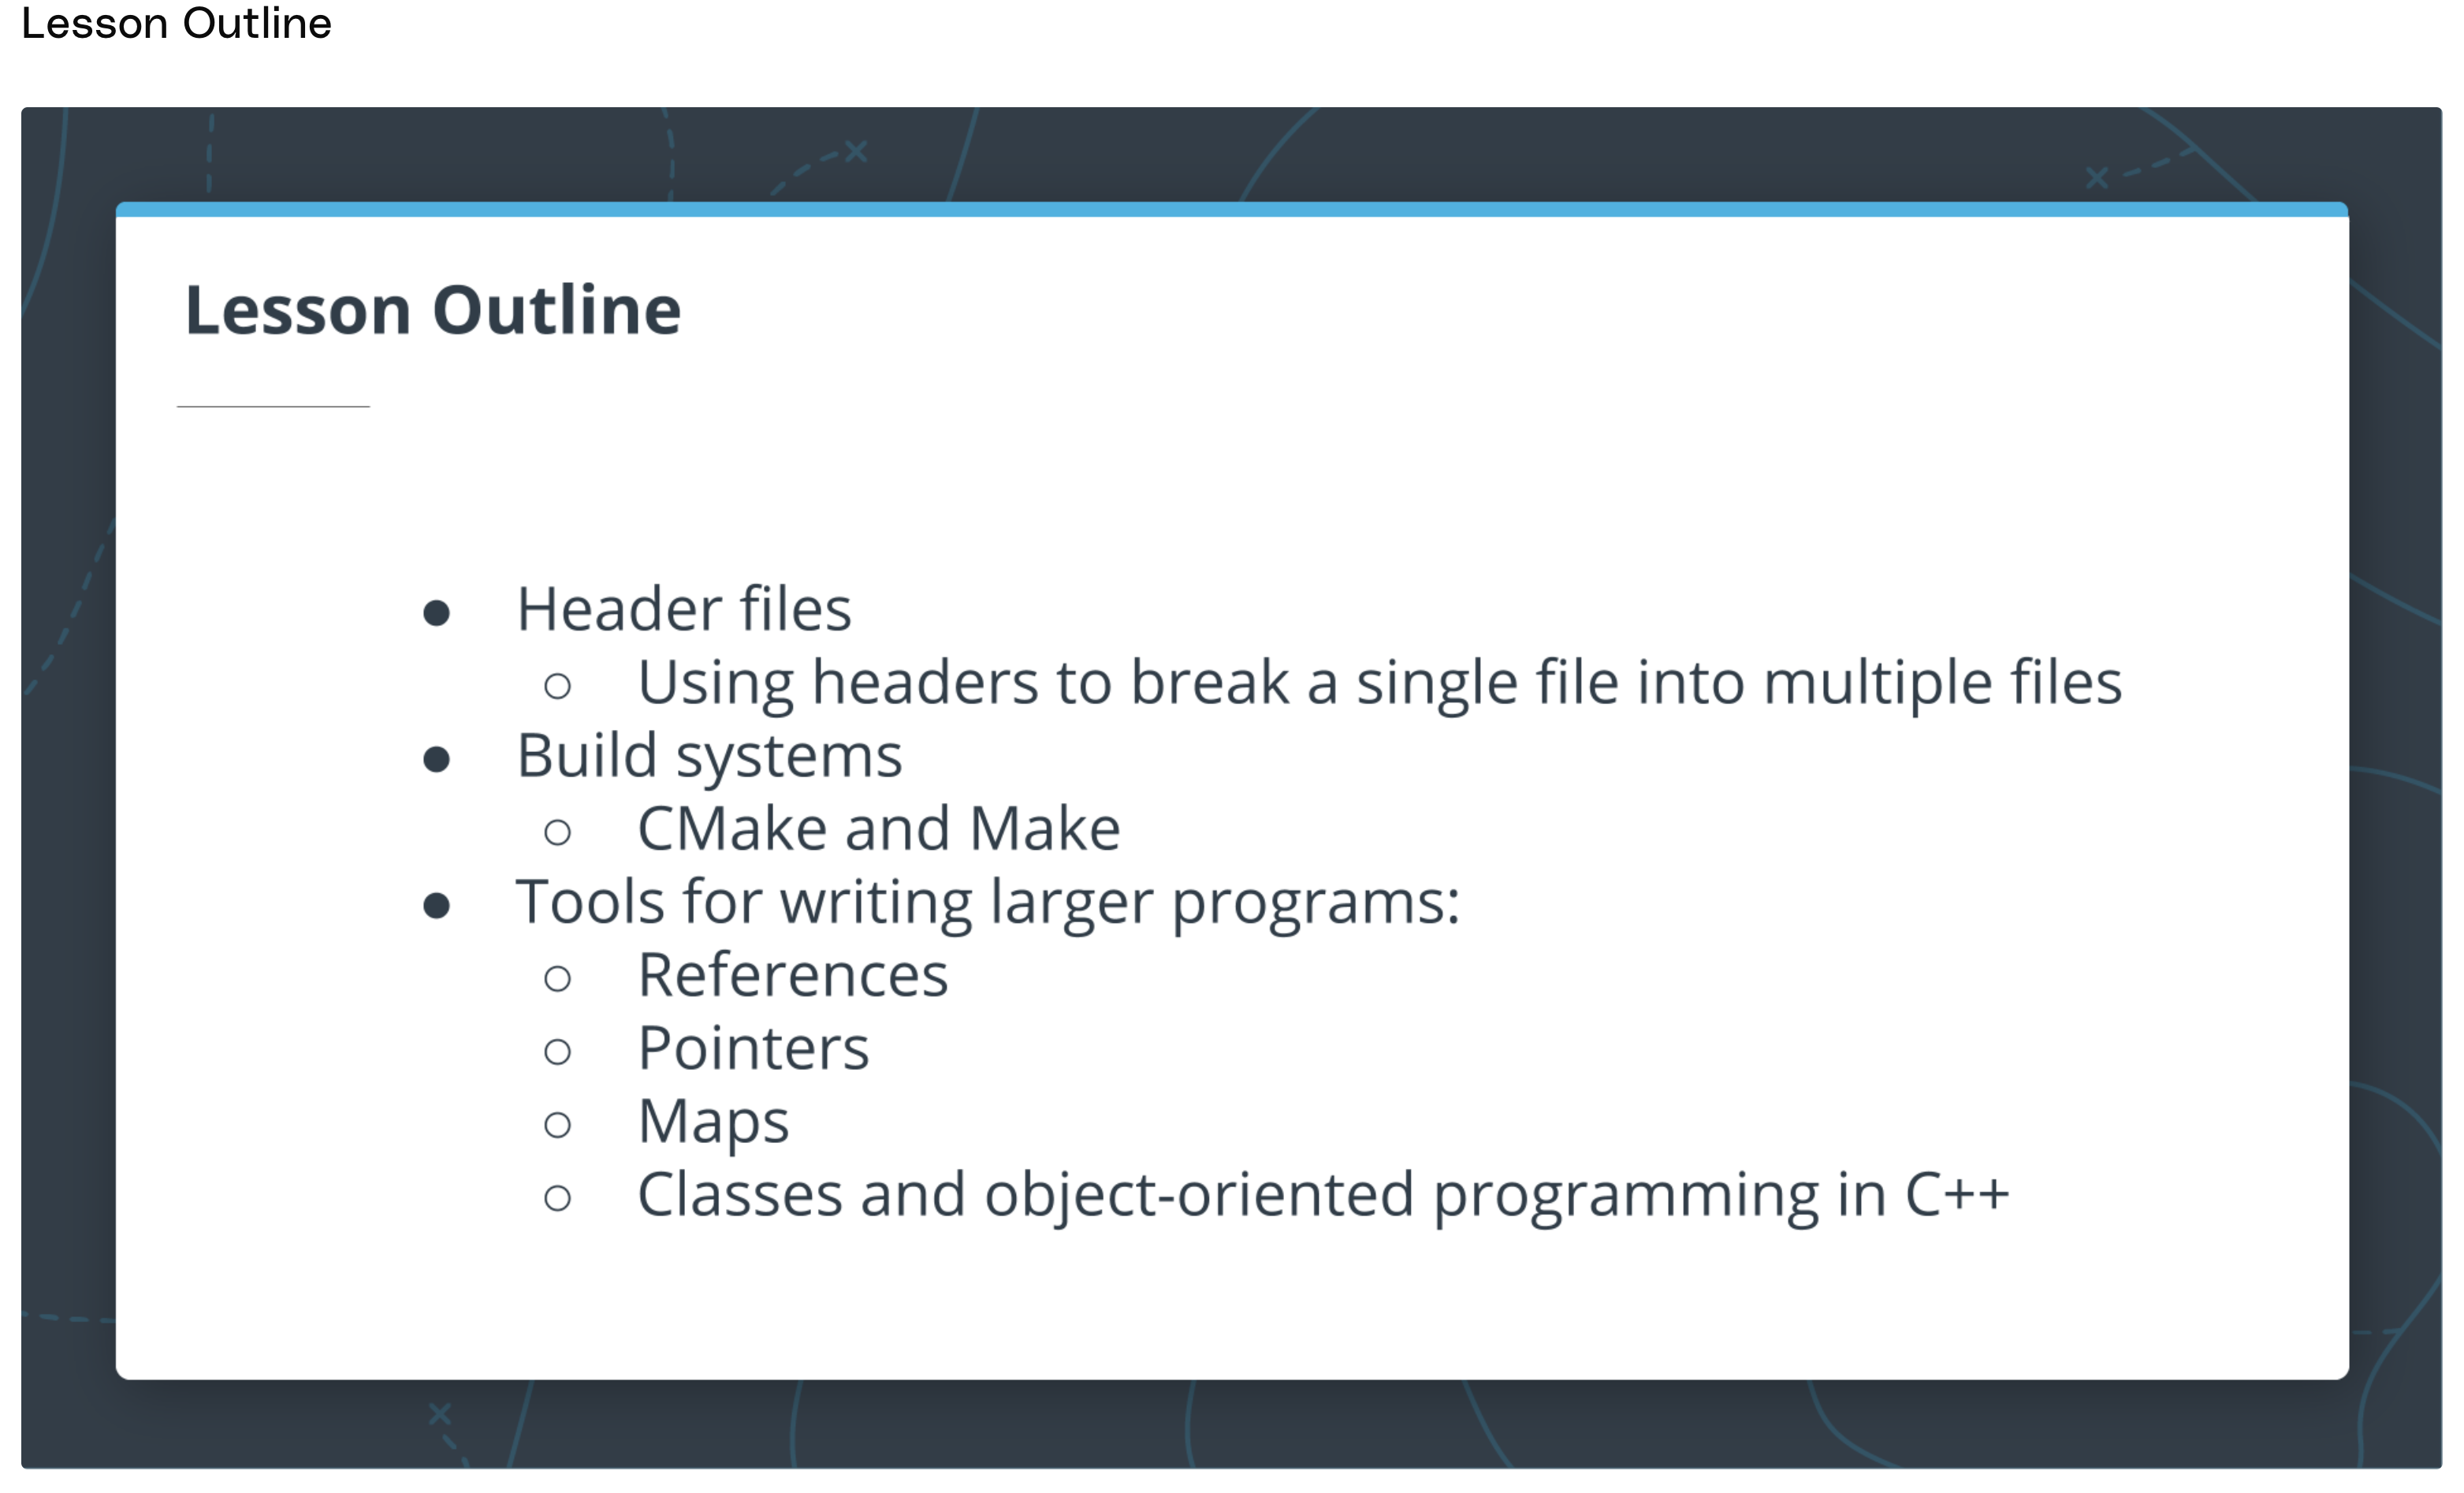 Lesson Outline
Lesson Outline
● Header files
○ Using headers to break a single file into multiple files
● Build systems
○ CMake and Make
● Tools for writing larger programs:
○ References
○ Pointers
○ Maps
○ Classes and object-oriented programming in C++